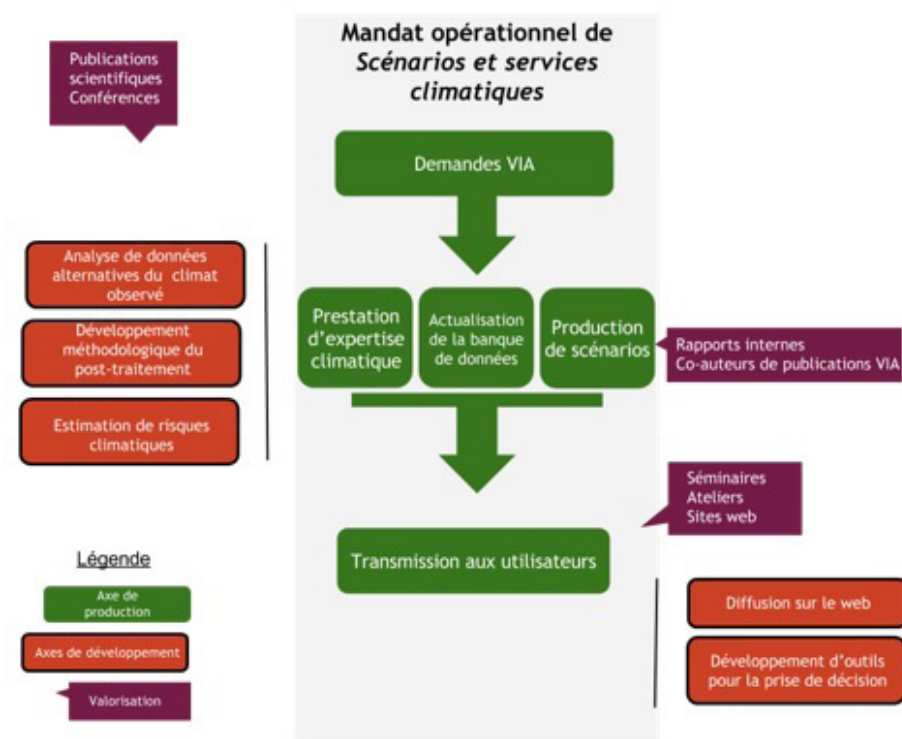 Mandat opérationnel de
Scénarios et services
climatiques
Publications
scientifiques
Conférences
Demandes VIA
Analyse de données
alternatives du climat
observé
Développement
méthodologique du
post-traitement
Estimation de risques
climatiques
Prestation
d'expertise
climatique
Actualisation
de la banque
de données
Production
de scénarios
Rapports internes
Co-auteurs de publications VIA
Séminaires
Ateliers
Sites web
Transmission aux utilisateurs
Diffusion sur le web
Développement d'outils
pour la prise de décision
Légende
Axe de
production
Axes de développement
Valorisation